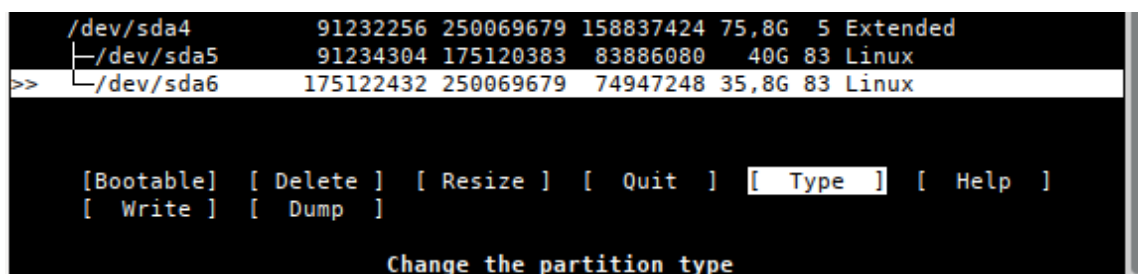 /dev/sda4 91232256 250069679 158837424 75,8G 5 Extended
├─/dev/sda5 91234304 175120383 83886080 40G 83 Linux
>> └─/dev/sda6 175122432 250069679 74947248 35,8G 83 Linux
[Bootable] [ Delete ] [ Resize ] [ Quit ] [ Type ] [ Help ]
[ Write ] [ Dump ]
Change the partition type